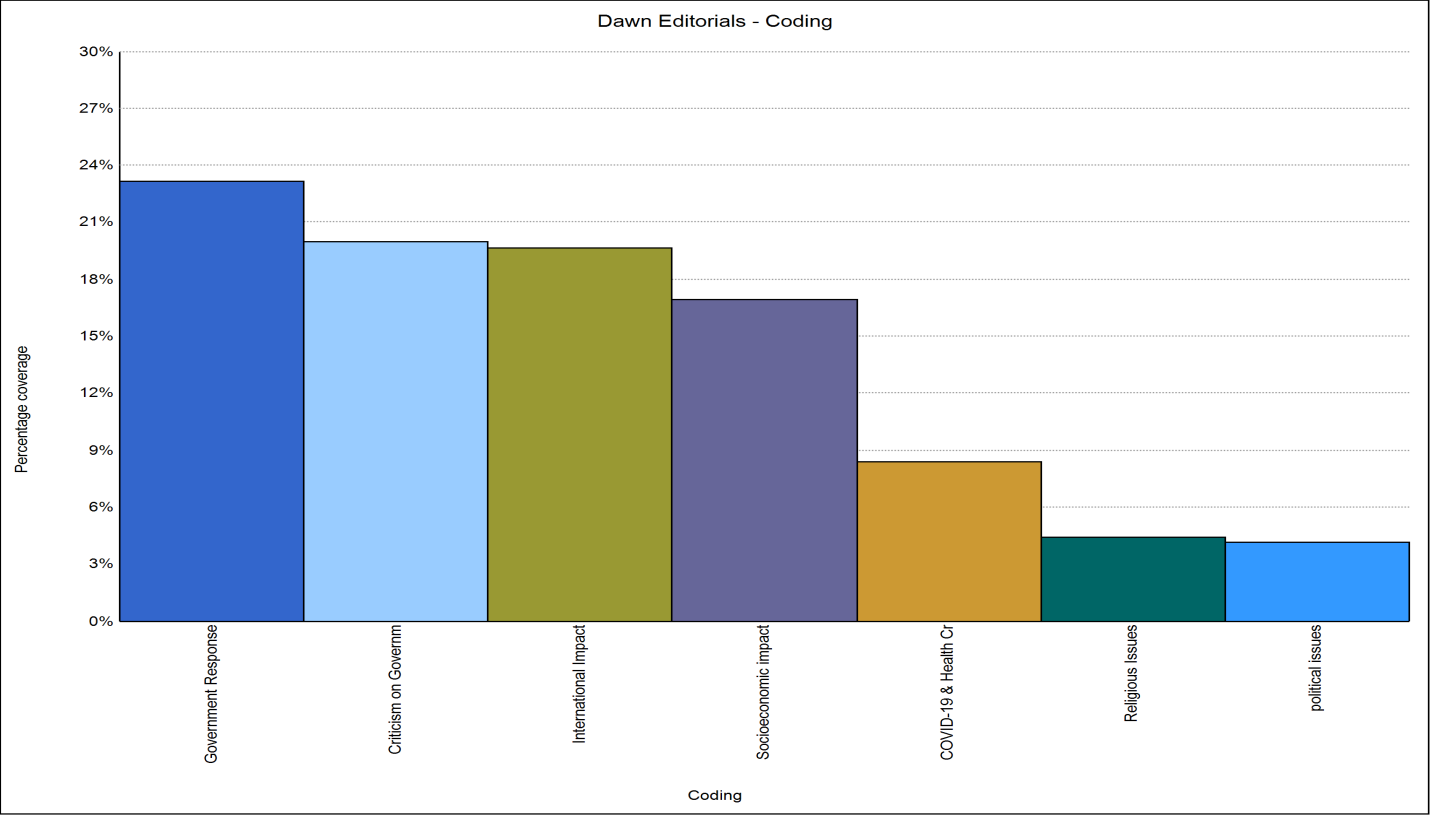 Dawn Editorials - Coding
30%
27%
24%
21%
18%
15%
12%
9%
6%
3%
0%
Percentage coverage
Government Response
Criticism on Governm
International Impact
Socioeconomic impact
COVID-19 & Health Cr
Religious Issues
political issues
Coding